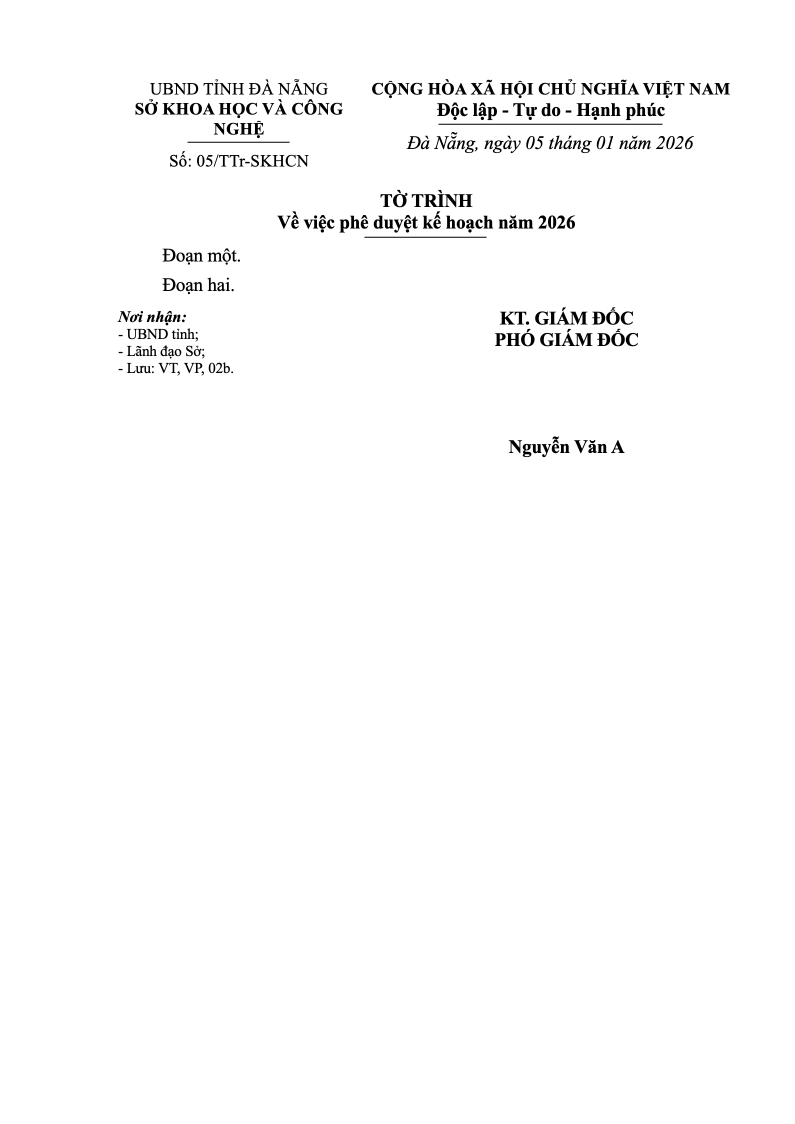 UBND TỈNH ĐÀ NẴNG
SỞ KHOA HỌC VÀ CÔNG
NGHỆ
Số: 05/TTr-SKHCN
CỘNG HÒA XÃ HỘI CHỦ NGHĨA VIỆT NAM
Độc lập - Tự do - Hạnh phúc
Đà Nẵng, ngày 05 tháng 01 năm 2026
TỜ TRÌNH
Về việc phê duyệt kế hoạch năm 2026
Đoạn một.
Đoạn hai.
Nơi nhận:
- UBND tỉnh;
- Lãnh đạo Sở;
- Lưu: VT, VP, 02b.
KT. GIÁM ĐỐC
PHÓ GIÁM ĐỐC
Nguyễn Văn A